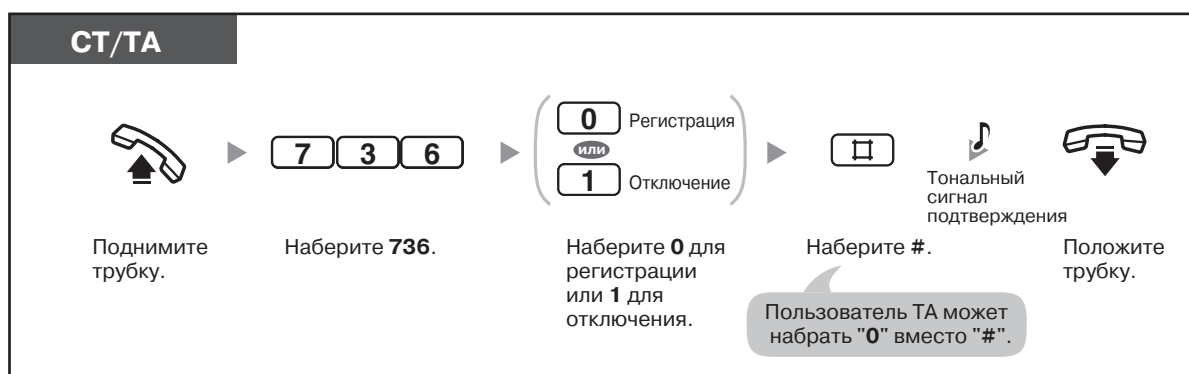 СТ/ТА
7 3 6
0 Регистрация
или
1 Отключение
Тональный
сигнал
подтверждения
Поднимите
трубку.
Наберите 736.
Наберите 0 для
регистрации
или 1 для
отключения.
Наберите #.
Положите
трубку.
Пользователь ТА может
набрать "0" вместо "#".